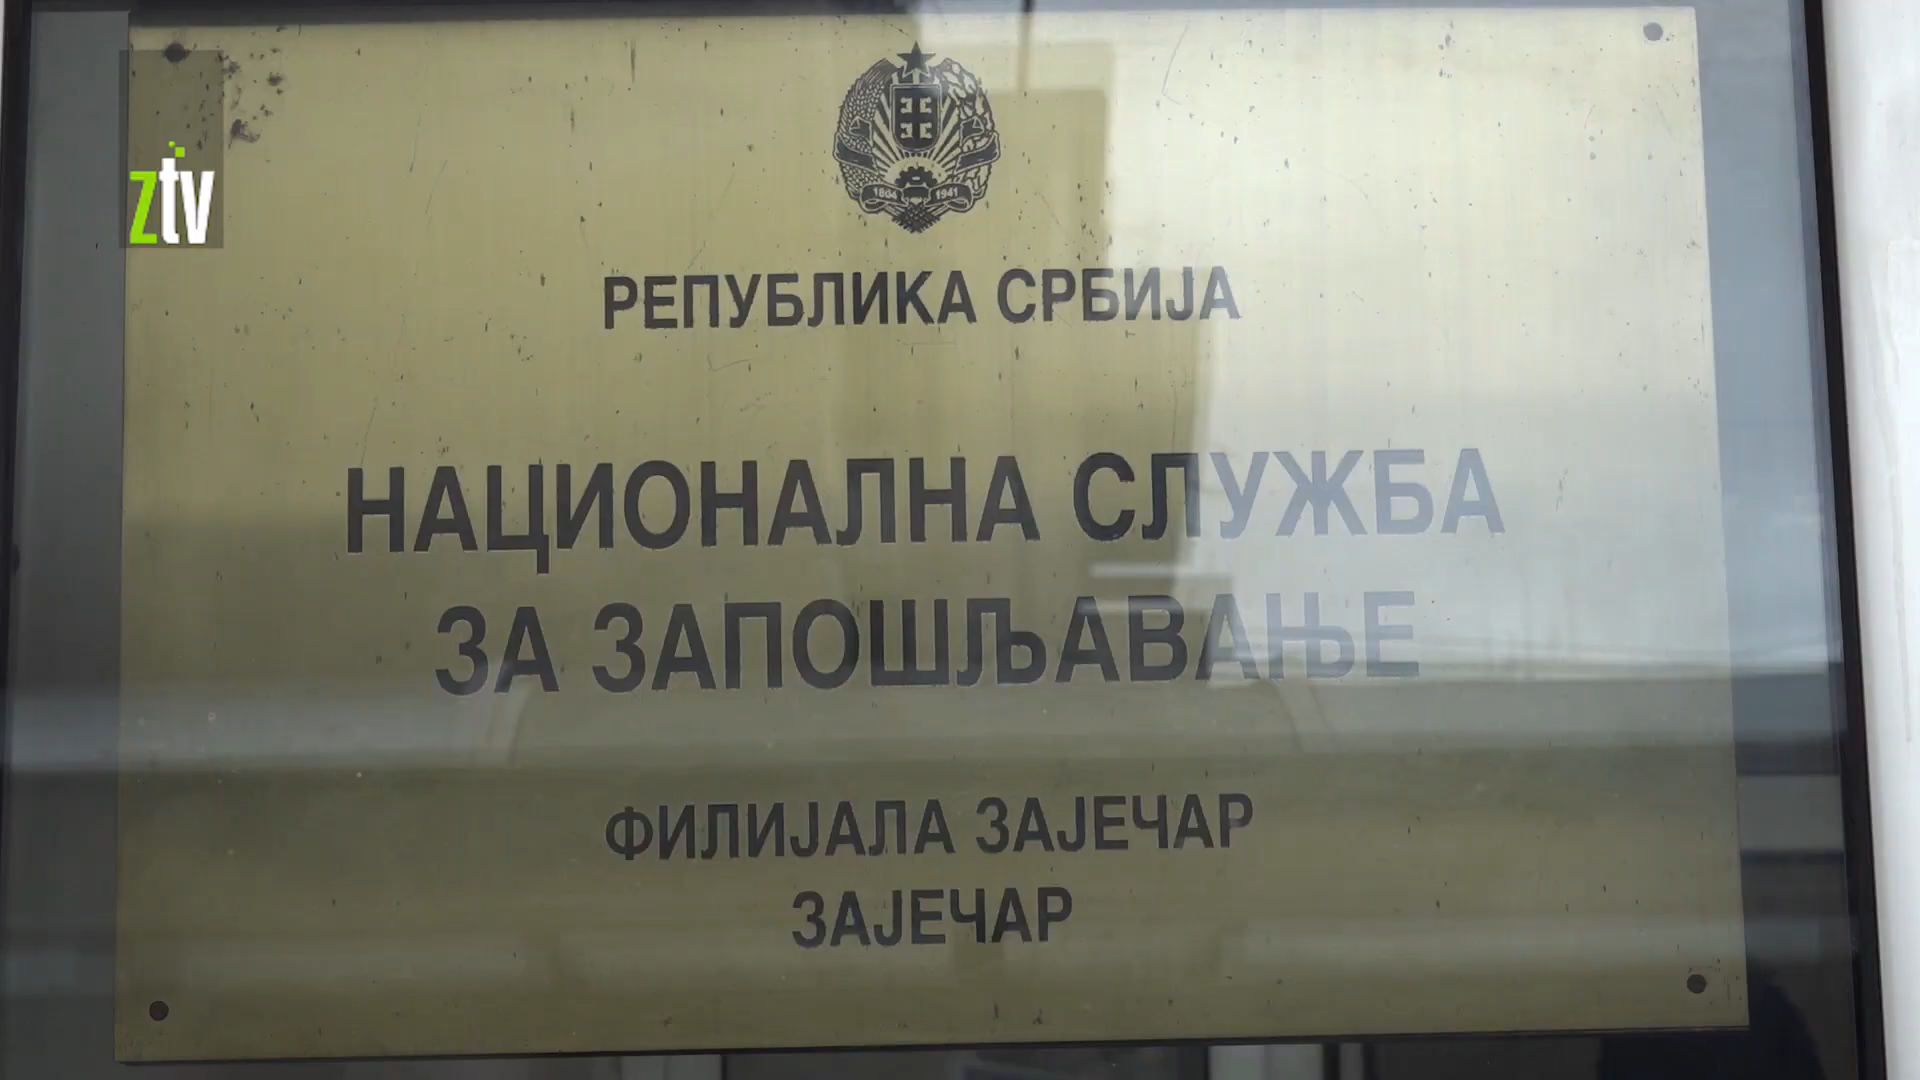 ztv
1804 1941
РЕПУБЛИКА СРБИЈА
НАЦИОНАЛНА СЛУЖБА
ЗА ЗАПОШЉАВАЊЕ
ФИЛИЈАЛА ЗАЈЕЧАР
ЗАЈЕЧАР